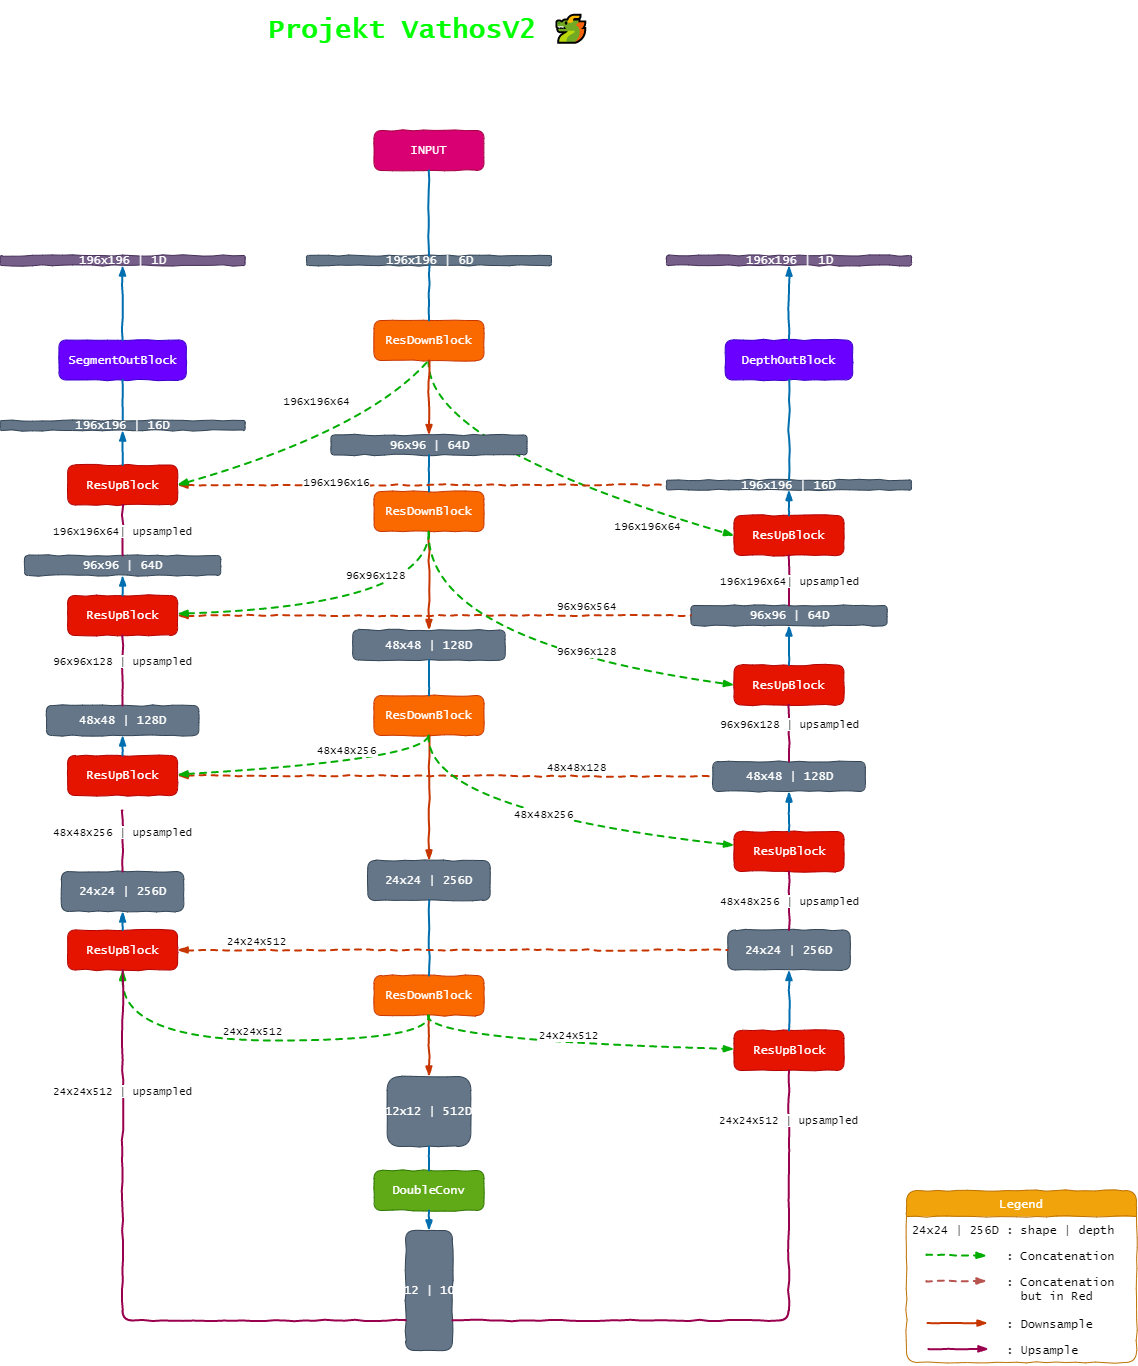 Projekt VathosV2
INPUT
196x196 | 1D
196x196 | 6D
196x196 | 1D
ResDownBlock
SegmentOutBlock
DepthOutBlock
196x196x64
196x196 | 16D
96x96 | 64D
ResUpBlock
196x196x16
196x196 | 16D
ResDownBlock
196x196x64| upsampled
196x196x64
ResUpBlock
96x96 | 64D
96x96x128
196x196x64| upsampled
ResUpBlock
96x96x564
96x96 | 64D
48x48 | 128D
96x96x128
96x96x128 | upsampled
ResUpBlock
48x48 | 128D
ResDownBlock
96x96x128 | upsampled
48x48x256
ResUpBlock
48x48x128
48x48 | 128D
48x48x256
48x48x256 | upsampled
ResUpBlock
24x24 | 256D
24x24 | 256D
48x48x256 | upsampled
24x24x512
ResUpBlock
24x24 | 256D
ResDownBlock
24x24x512
24x24x512
ResUpBlock
24x24x512 | upsampled
12x12 | 512D
24x24x512 | upsampled
DoubleConv
12 | 10
Legend
24x24 | 256D : shape | depth
: Concatenation
: Concatenation
but in Red
: Downsample
: Upsample